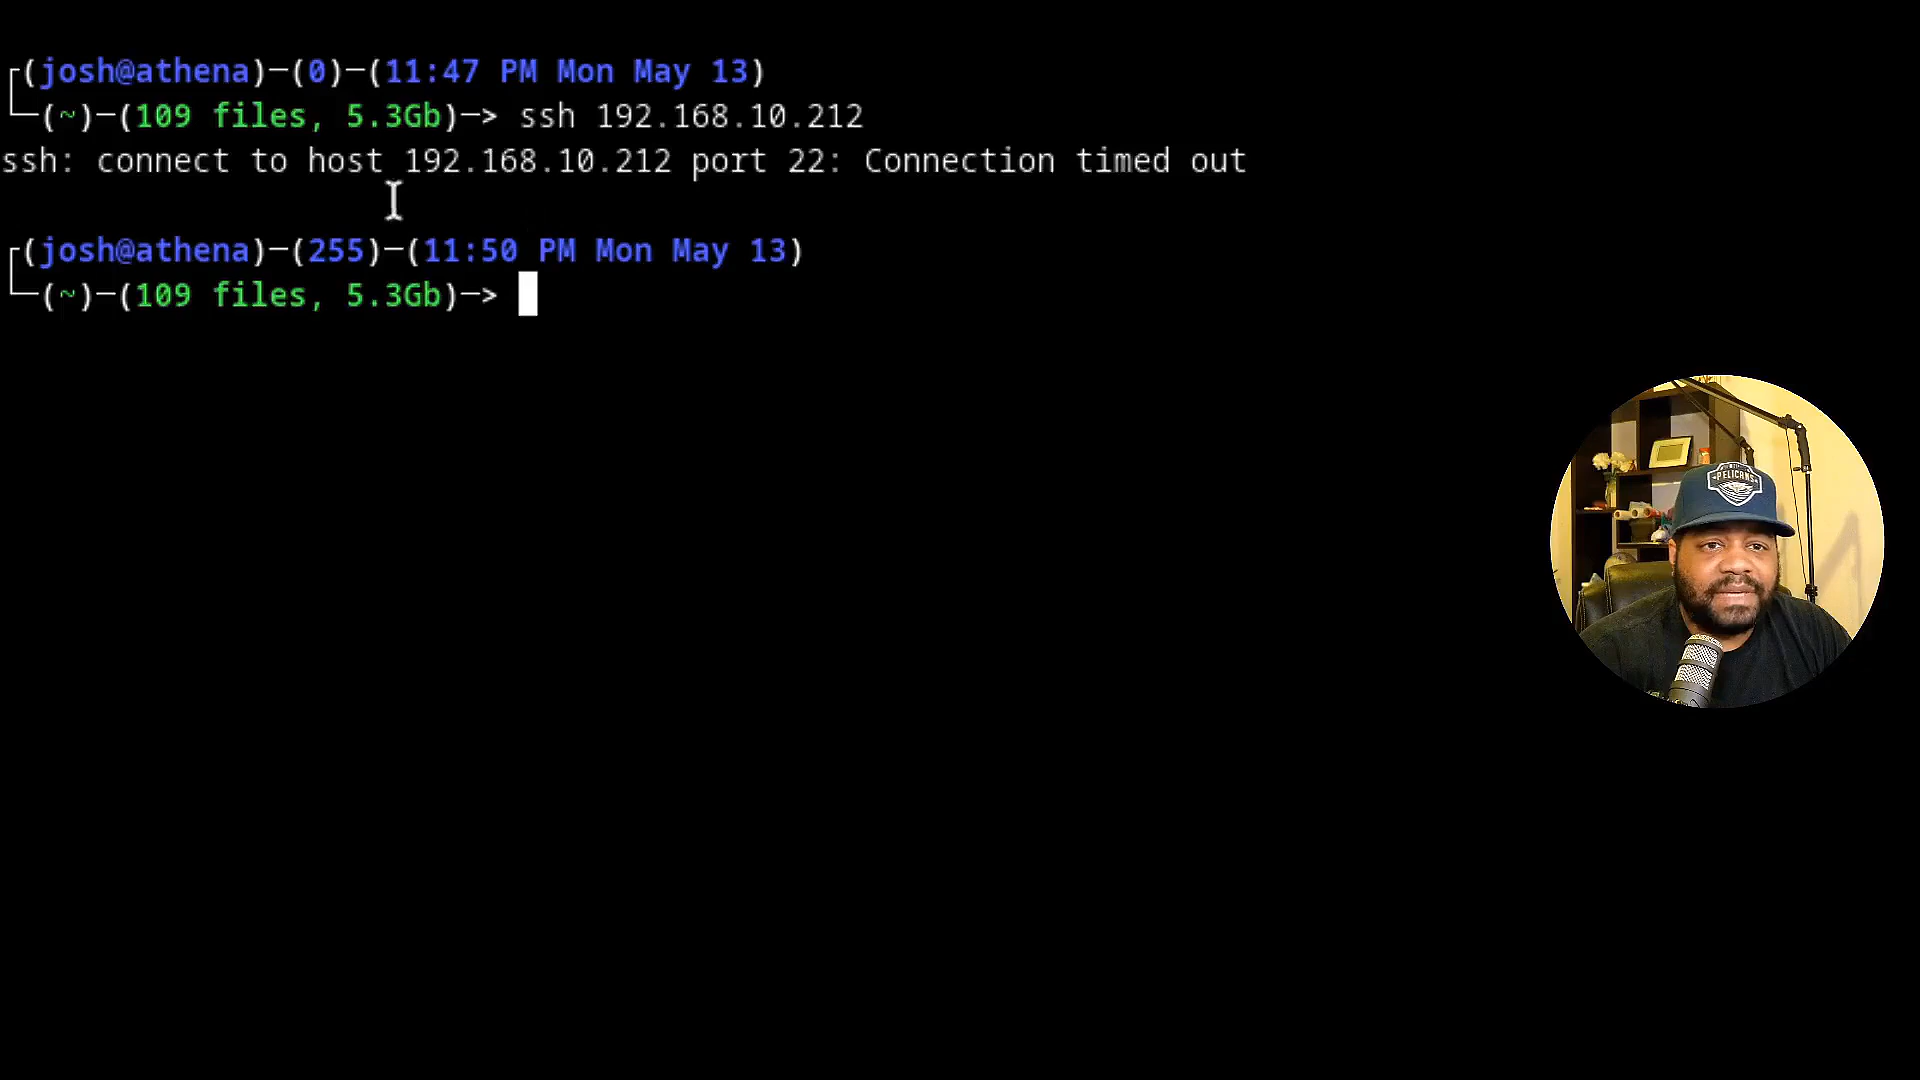 ┌(josh@athena)─(0)─(11:47 PM Mon May 13)
└─(~)─(109 files, 5.3Gb)─> ssh 192.168.10.212
ssh: connect to host 192.168.10.212 port 22: Connection timed out
┌(josh@athena)─(255)─(11:50 PM Mon May 13)
└─(~)─(109 files, 5.3Gb)─>
PELICANS